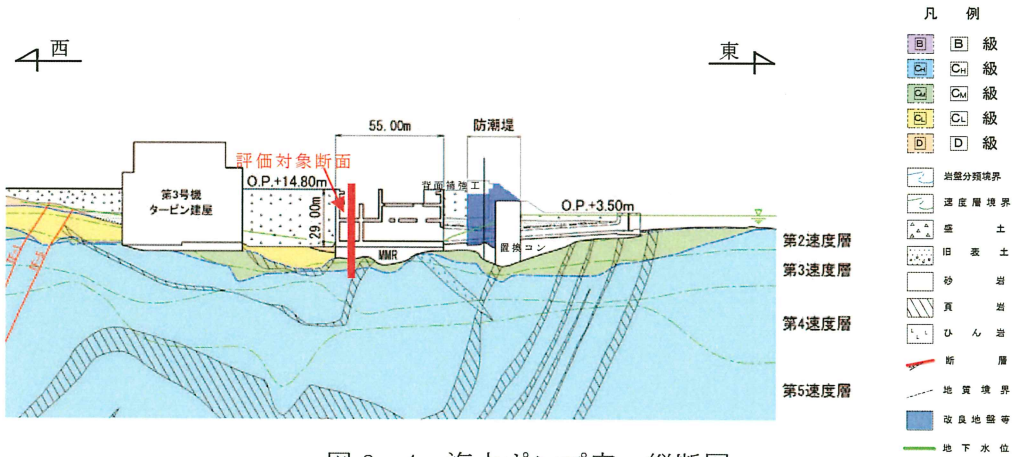 西
東
55.00m
防潮堤
評価対象断面
O.P.+14.80m
背面補強工
第3号機
タービン建屋
29.00m
O.P.+3.50m
置換コン
MMR
第2速度層
第3速度層
第4速度層
第5速度層
凡 例
B B 級
CH CH 級
CM CM 級
CL CL 級
D D 級
岩盤分類境界
速度層境界
盛 土
旧 表 土
砂 岩
頁 岩
ひ ん 岩
断 層
地 質 境 界
改 良 地 盤 等
地 下 水 位